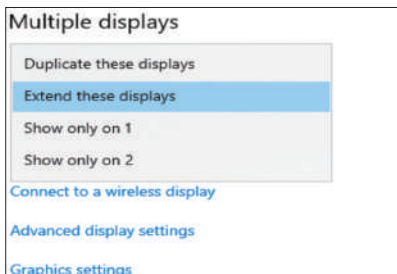 Multiple displays
Duplicate these displays
Extend these displays
Show only on 1
Show only on 2
Connect to a wireless display
Advanced display settings
Graphics settings